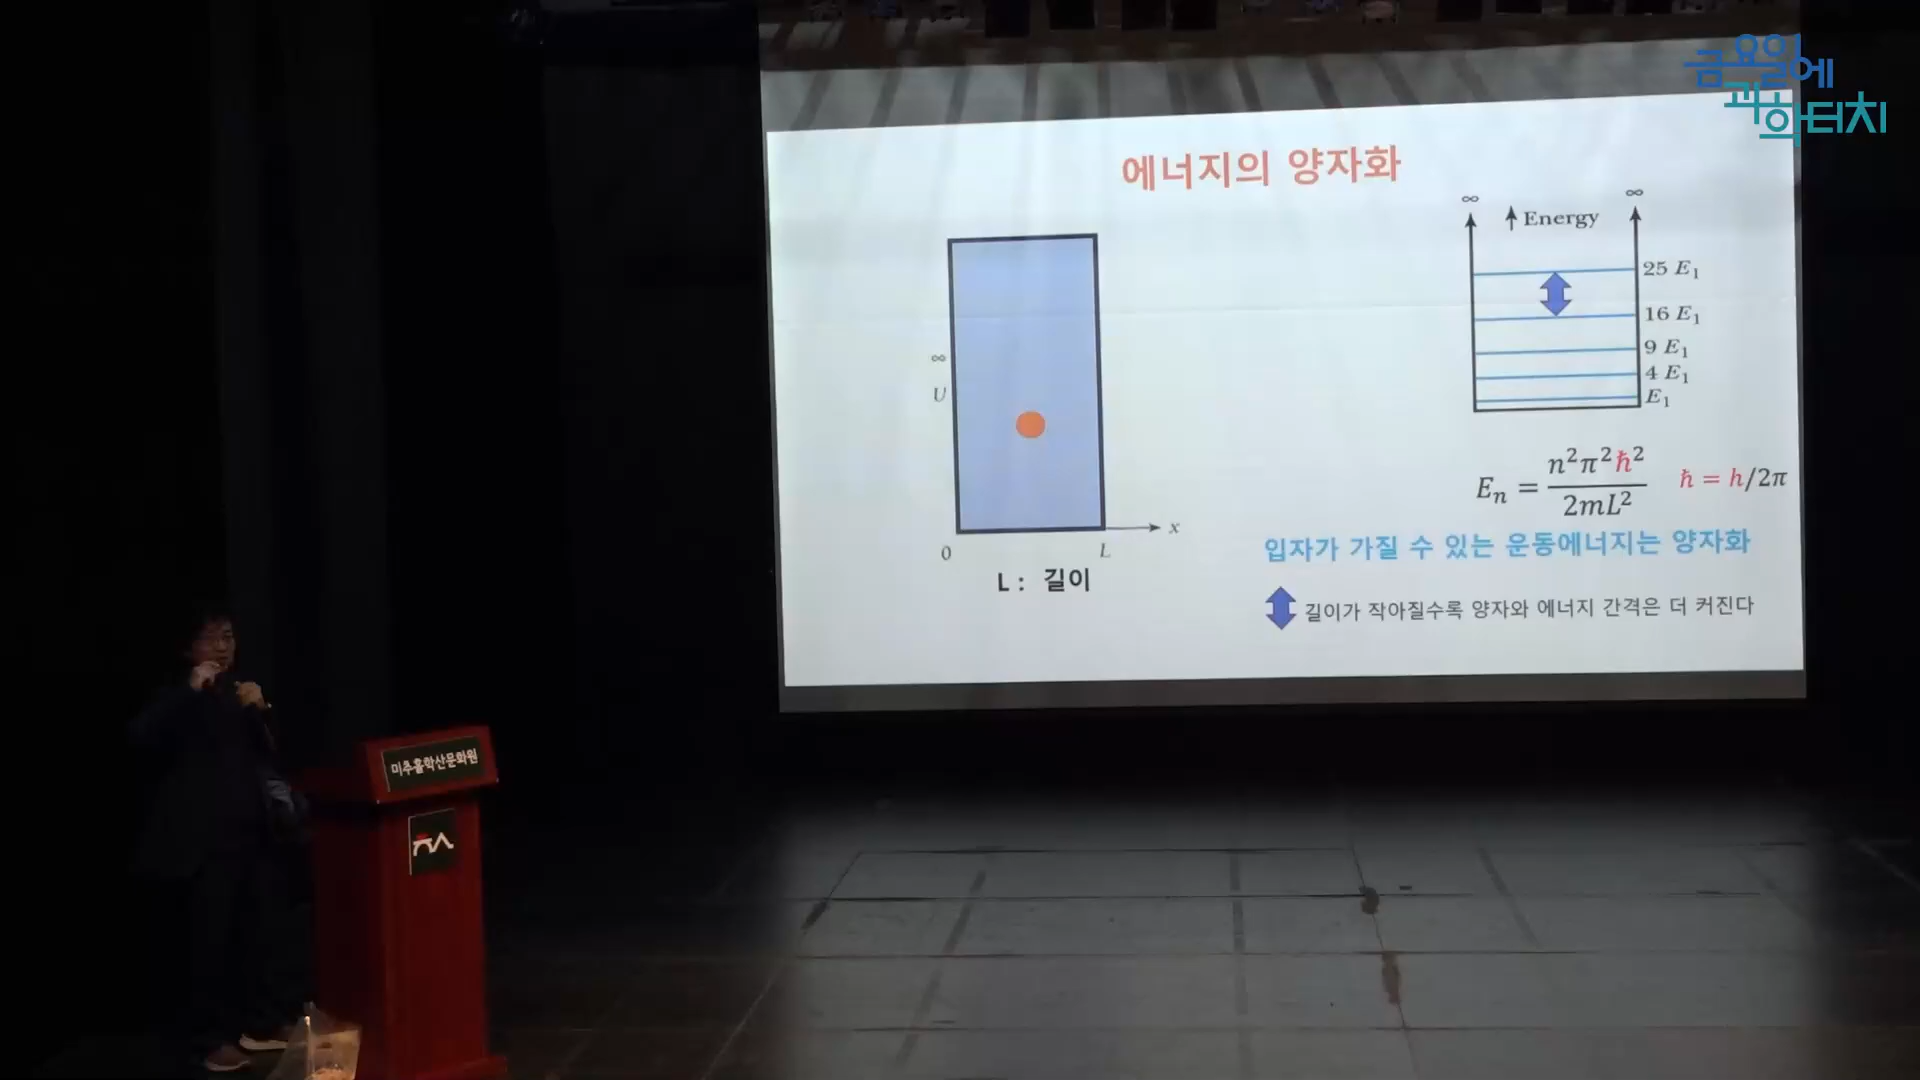 금요일에
과학터치
에너지의 양자화
∞ ∞
↑ Energy
25 E₁
16 E₁
9 E₁
4 E₁
E₁
∞
U
0 L x
L : 길이
Eₙ = n²π²ħ² / 2mL² ħ = h/2π
입자가 가질 수 있는 운동에너지는 양자화
길이가 작아질수록 양자와 에너지 간격은 더 커진다
미추홀학산문화원